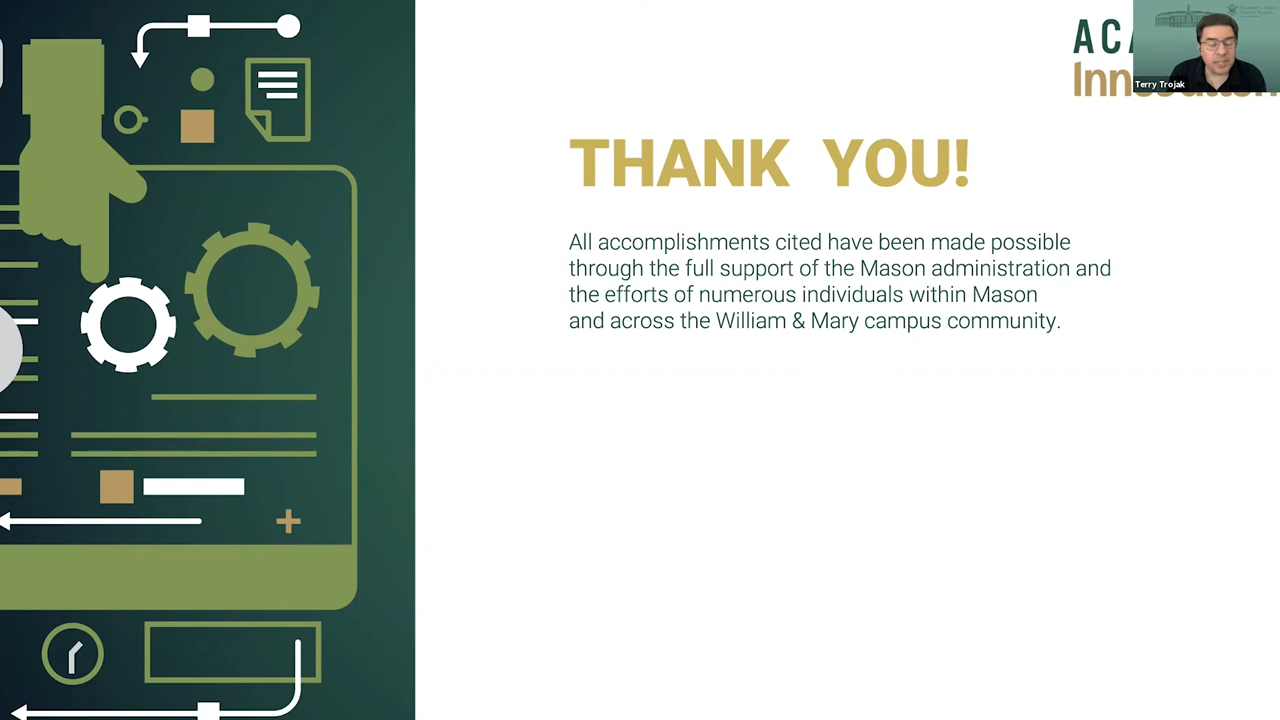 THANK YOU!
All accomplishments cited have been made possible
through the full support of the Mason administration and
the efforts of numerous individuals within Mason
and across the William & Mary campus community.
Terry Trojak